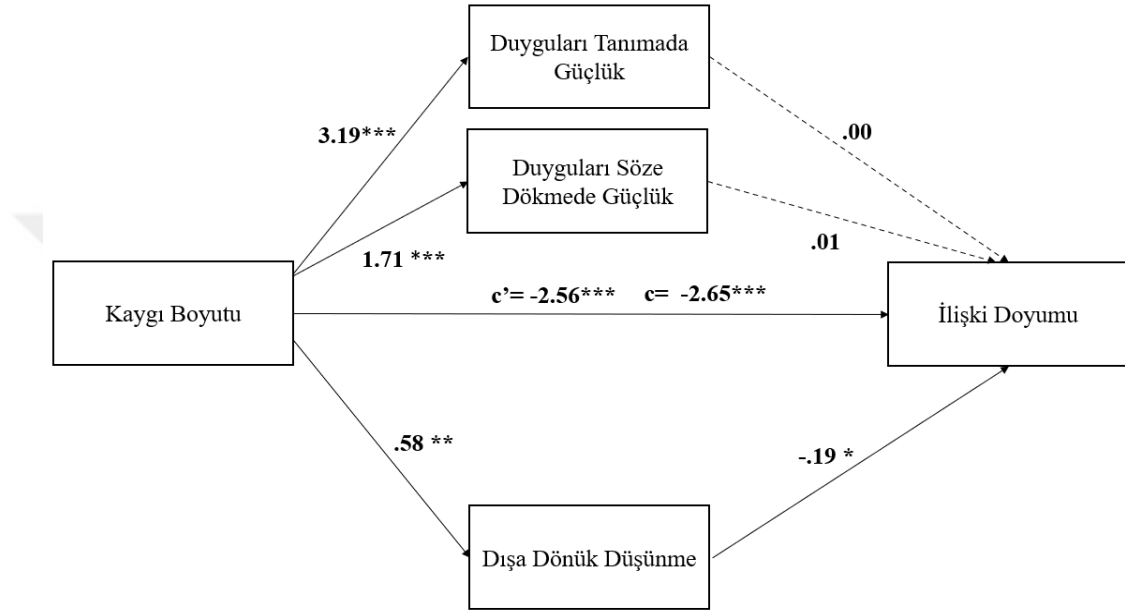 Duyguları Tanımada
Güçlük
3.19***
.00
Duyguları Söze
Dökmede Güçlük
1.71 ***
.01
Kaygı Boyutu
c’= -2.56*** c= -2.65***
İlişki Doyumu
.58 **
-.19 *
Dışa Dönük Düşünme